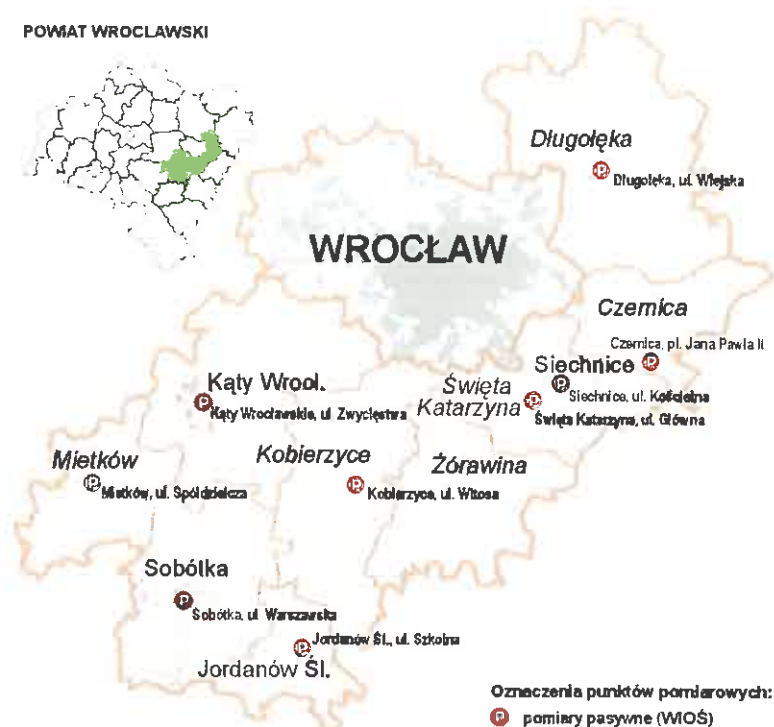 POWIAT WROCŁAWSKI
Długołęka
P
Długołęka, ul. Wiejska
WROCŁAW
Czernica
Czernica, pl. Jana Pawła II
P
Siechnice
P
Siechnice, ul. Kościelna
Święta
Katarzyna
P
Święta Katarzyna, ul. Główna
Kąty Wrocł.
P
Kąty Wrocławskie, ul. Zwycięstwa
Mietków
P
Mietków, ul. Spółdzielcza
Kobierzyce
P
Kobierzyce, ul. Witosa
Żórawina
Sobótka
P
Sobótka, ul. Warszawska
P
Jordanów Śl., ul. Szkolna
Jordanów Śl.
Oznaczenia punktów pomiarowych:
P pomiary pasywne (WIOŚ)